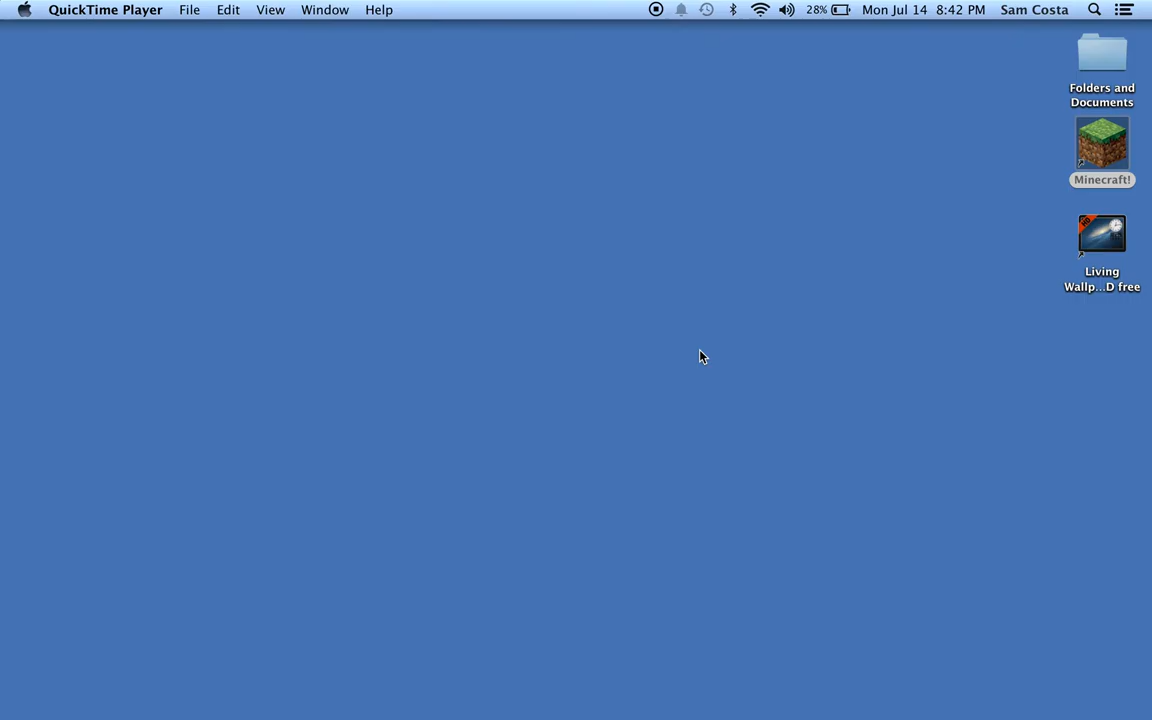 QuickTime Player File Edit View Window Help 28% Mon Jul 14 8:42 PM Sam Costa
Folders and
Documents
Minecraft!
Living
Wallp...D free